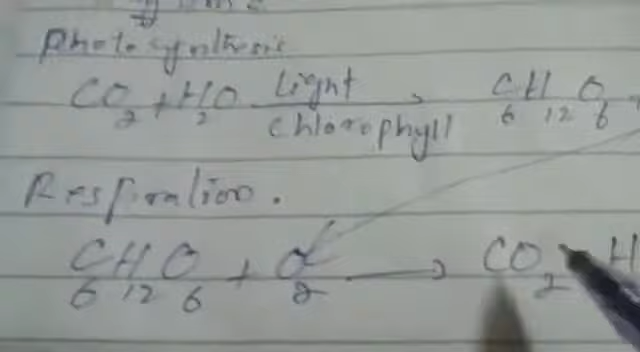 Photosynthesis
CO2 + H2O Light Chlorophyll → C6H12O6
Respiration.
C6H12O6 + O2 → CO2 H